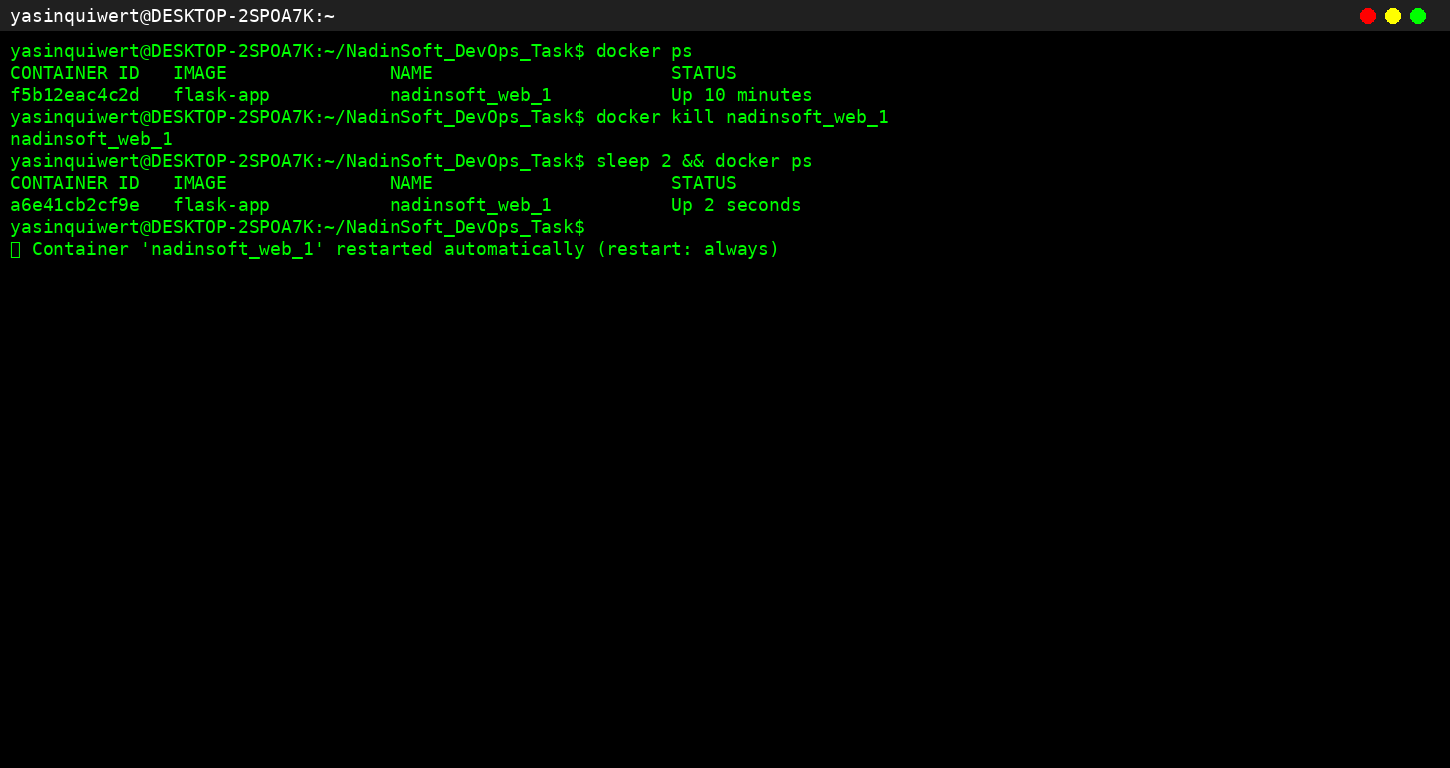 yasinquiwert@DESKTOP-2SPOA7K:~
yasinquiwert@DESKTOP-2SPOA7K:~/NadinSoft_DevOps_Task$ docker ps
CONTAINER ID   IMAGE               NAME                      STATUS
f5b12eac4c2d   flask-app           nadinsoft_web_1           Up 10 minutes
yasinquiwert@DESKTOP-2SPOA7K:~/NadinSoft_DevOps_Task$ docker kill nadinsoft_web_1
nadinsoft_web_1
yasinquiwert@DESKTOP-2SPOA7K:~/NadinSoft_DevOps_Task$ sleep 2 && docker ps
CONTAINER ID   IMAGE               NAME                      STATUS
a6e41cb2cf9e   flask-app           nadinsoft_web_1           Up 2 seconds
yasinquiwert@DESKTOP-2SPOA7K:~/NadinSoft_DevOps_Task$
Container 'nadinsoft_web_1' restarted automatically (restart: always)